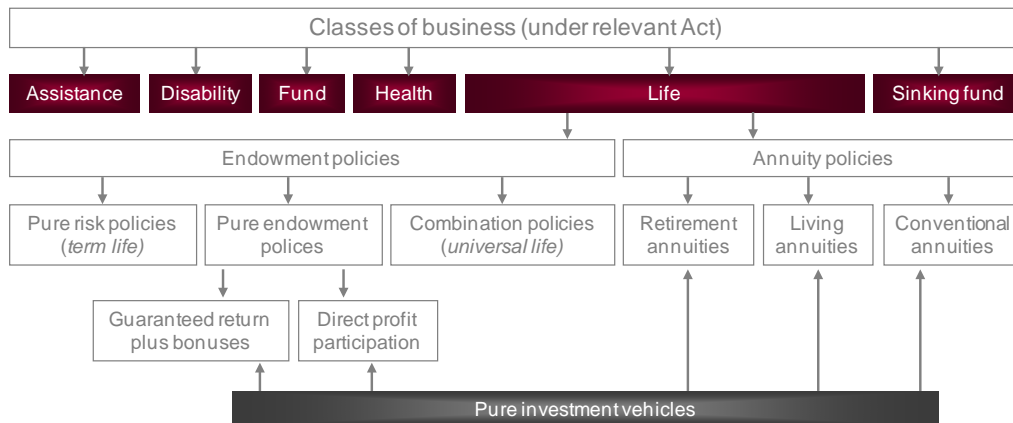 Classes of business (under relevant Act)
Assistance
Disability
Fund
Health
Life
Sinking fund
Endowment policies
Annuity policies
Pure risk policies
(term life)
Pure endowment
polices
Combination policies
(universal life)
Retirement
annuities
Living
annuities
Conventional
annuities
Guaranteed return
plus bonuses
Direct profit
participation
Pure investment vehicles